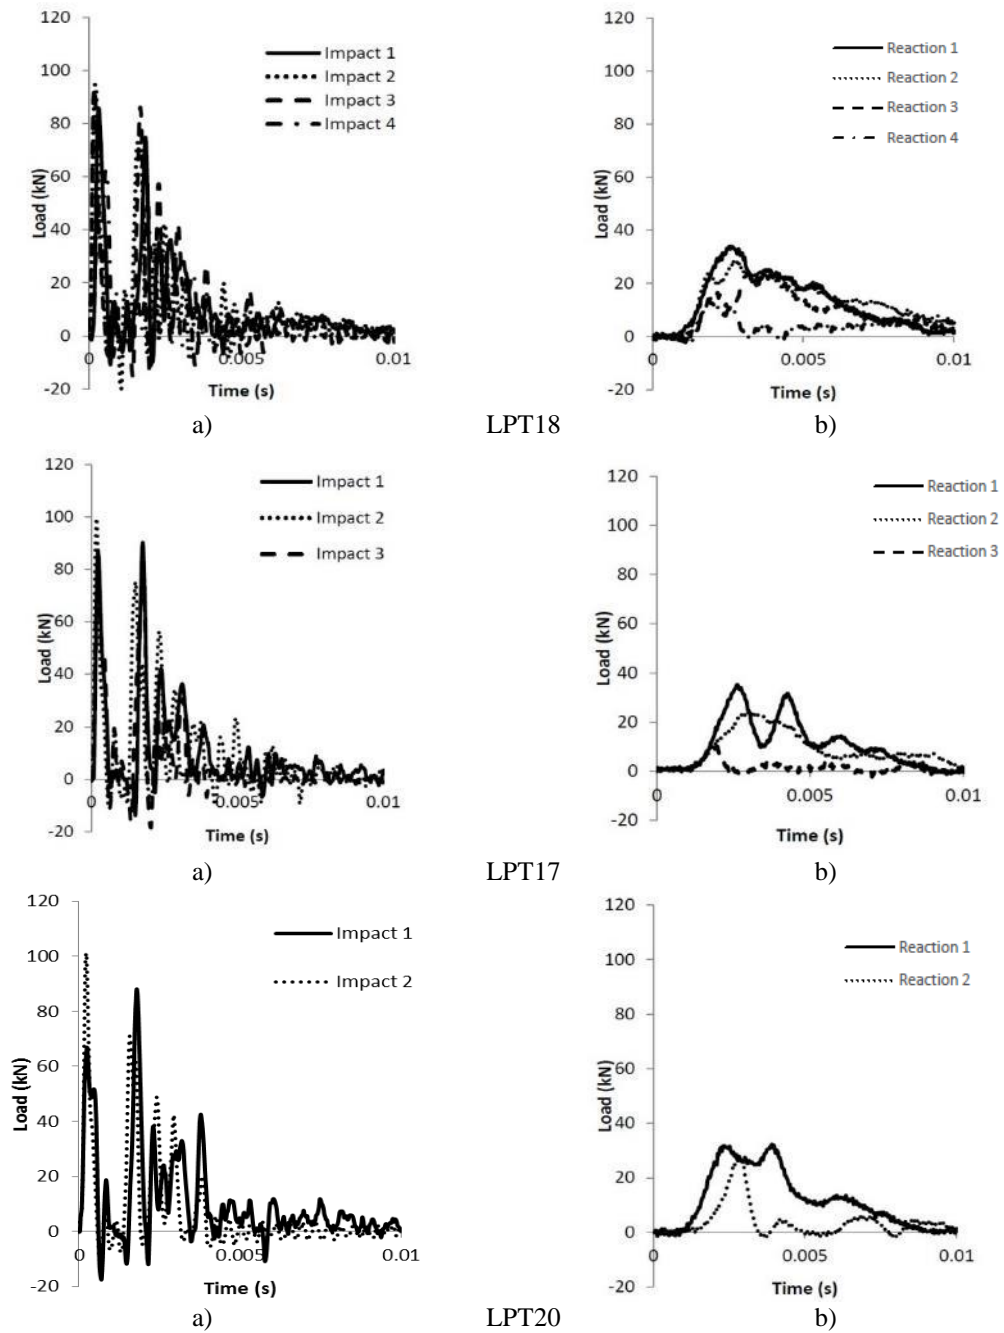 120
100
80
60
40
20
0
-20
Load (kN)
0
0.005
0.01
Time (s)
Impact 1
Impact 2
Impact 3
Impact 4
120
100
80
60
40
20
0
-20
Load (kN)
0
0.005
0.01
Time (s)
Reaction 1
Reaction 2
Reaction 3
Reaction 4
a) LPT18 b)
120
100
80
60
40
20
0
-20
Load (kN)
0
0.005
0.01
Time (s)
Impact 1
Impact 2
Impact 3
120
100
80
60
40
20
0
-20
Load (kN)
0
0.005
0.01
Time (s)
Reaction 1
Reaction 2
Reaction 3
a) LPT17 b)
120
100
80
60
40
20
0
-20
Load (kN)
0
0.005
0.01
Time (s)
Impact 1
Impact 2
120
100
80
60
40
20
0
-20
Load (kN)
0
0.005
0.01
Time (s)
Reaction 1
Reaction 2
a) LPT20 b)